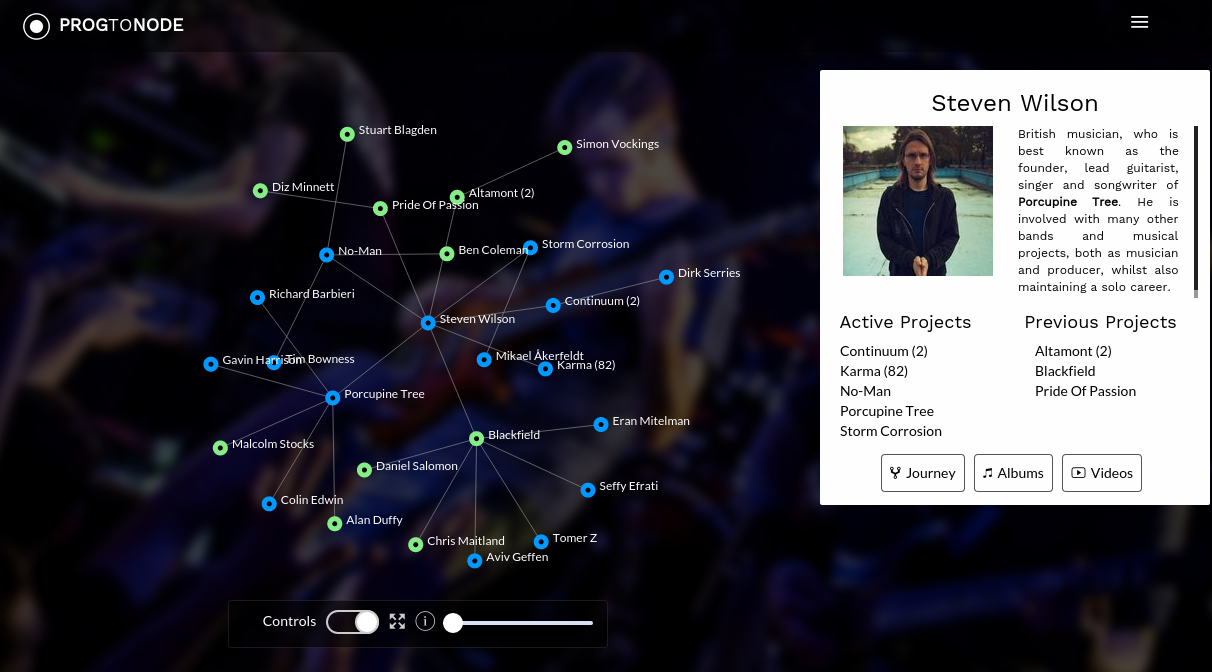 PROGTONODE
Stuart Blagden
Simon Vockings
Diz Minnett
Altamont (2)
Pride Of Passion
Storm Corrosion
No-Man
Ben Coleman
Dirk Serries
Richard Barbieri
Continuum (2)
Steven Wilson
Gavin Harrison
Tim Bowness
Mikael Åkerfeldt
Karma (82)
Porcupine Tree
Eran Mitelman
Blackfield
Malcolm Stocks
Daniel Salomon
Seffy Efrati
Colin Edwin
Alan Duffy
Chris Maitland
Tomer Z
Aviv Geffen
Controls
i
Steven Wilson
British musician, who is
best known as the
founder, lead guitarist,
singer and songwriter of
Porcupine Tree. He is
involved with many other
bands and musical
projects, both as musician
and producer, whilst also
maintaining a solo career.
Active Projects
Continuum (2)
Karma (82)
No-Man
Porcupine Tree
Storm Corrosion
Previous Projects
Altamont (2)
Blackfield
Pride Of Passion
Journey
Albums
Videos